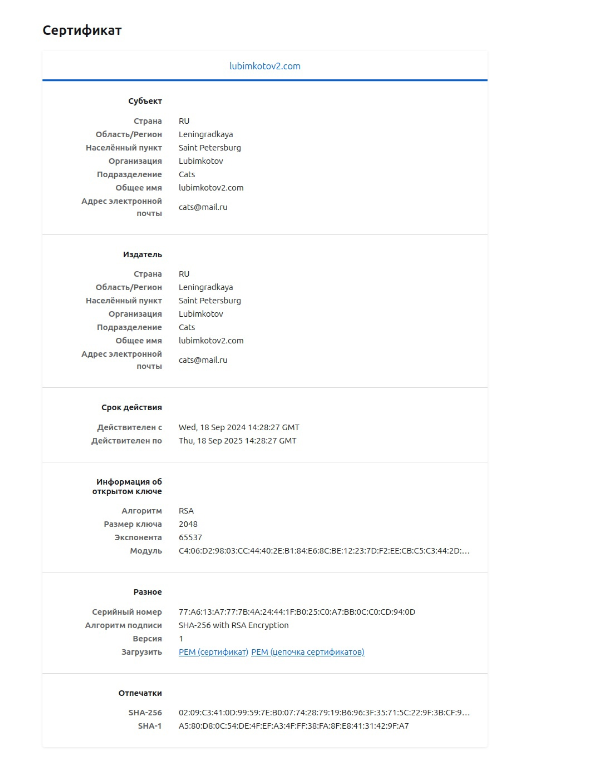 Сертификат
lubimkotov2.com
Субъект
Страна RU
Область/Регион Leningradkaya
Населённый пункт Saint Petersburg
Организация Lubimkotov
Подразделение Cats
Общее имя lubimkotov2.com
Адрес электронной
почты cats@mail.ru
Издатель
Страна RU
Область/Регион Leningradkaya
Населённый пункт Saint Petersburg
Организация Lubimkotov
Подразделение Cats
Общее имя lubimkotov2.com
Адрес электронной
почты cats@mail.ru
Срок действия
Действителен с Wed, 18 Sep 2024 14:28:27 GMT
Действителен по Thu, 18 Sep 2025 14:28:27 GMT
Информация об
открытом ключе
Алгоритм RSA
Размер ключа 2048
Экспонента 65537
Модуль C4:06:D2:98:03:CC:44:40:2E:B1:84:E6:8C:BE:12:23:7D:F2:EE:CB:C5:C3:44:2D:...
Разное
Серийный номер 77:A6:13:A7:77:7B:4A:24:44:1F:B0:25:C0:A7:BB:0C:C0:CD:94:0D
Алгоритм подписи SHA-256 with RSA Encryption
Версия 1
Загрузить PEM (сертификат) PEM (цепочка сертификатов)
Отпечатки
SHA-256 02:09:C3:41:0D:99:59:7E:B0:07:74:28:79:19:B6:96:3F:35:71:5C:22:9F:3B:CF:9...
SHA-1 A5:80:D8:0C:54:DE:4F:EF:A3:4F:FF:38:FA:8F:E8:41:31:42:9F:A7